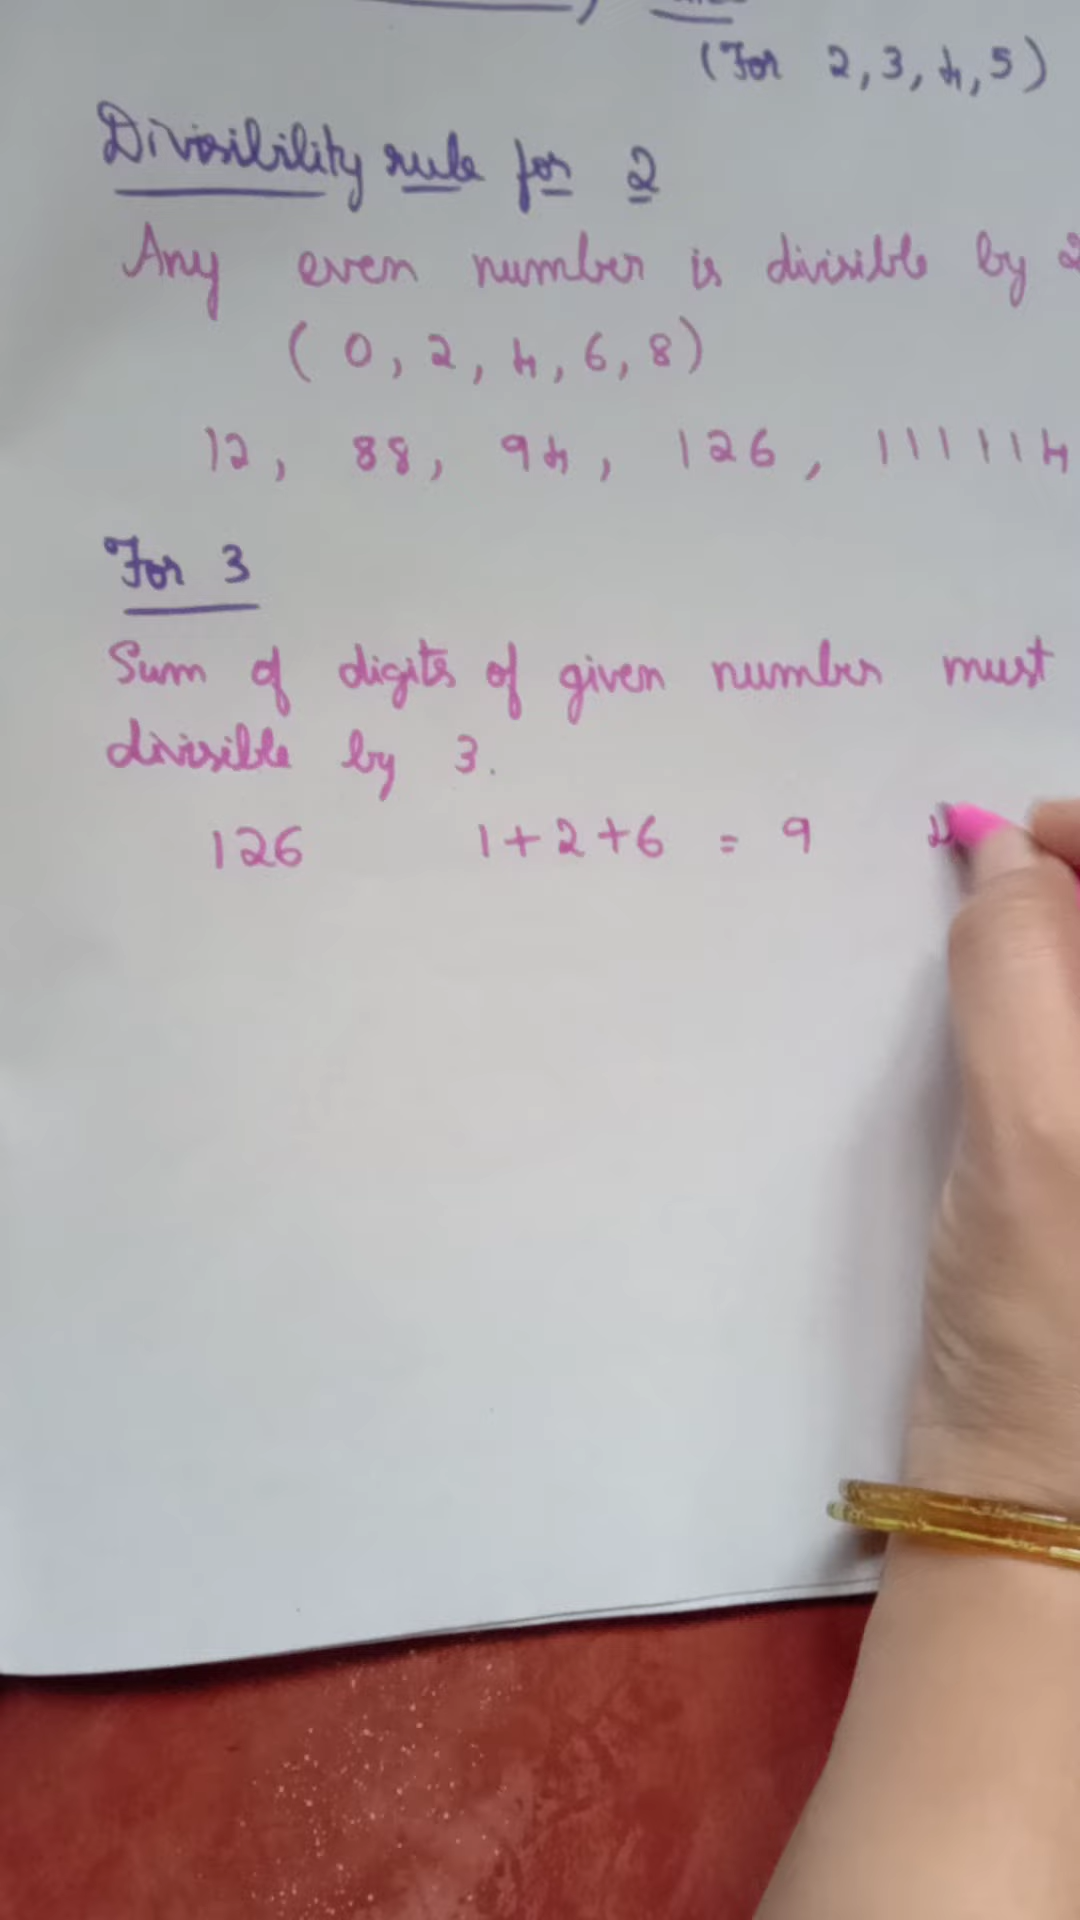 (For 2, 3, 4, 5)
Divisibility rule for 2
Any even number is divisible by 2
(0, 2, 4, 6, 8)
12, 88, 94, 126, 111114
For 3
Sum of digits of given number must
divisible by 3.
126 1+2+6 = 9